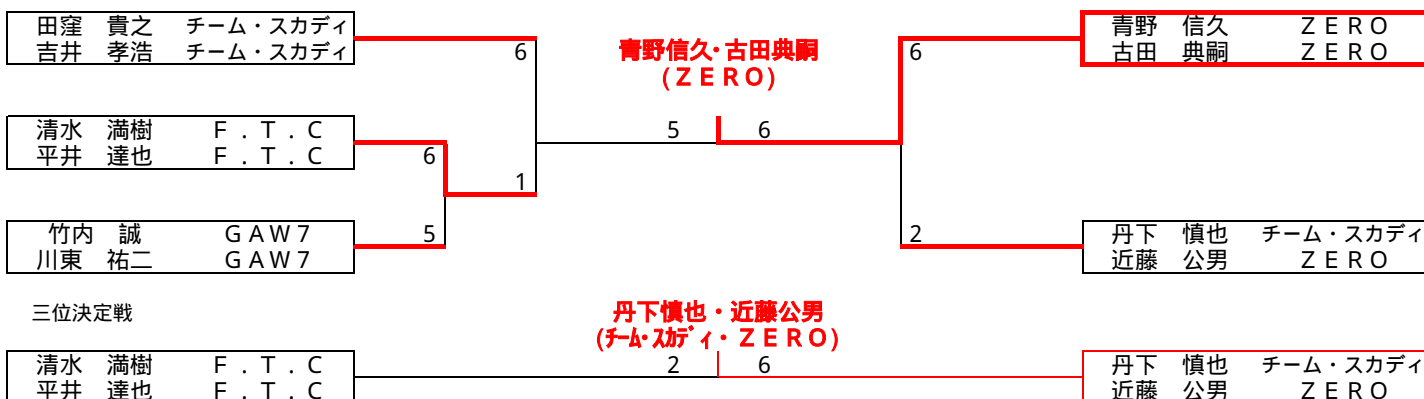 田窪 貴之 チーム・スカディ
吉井 孝浩 チーム・スカディ
6
青野信久・古田典嗣
(ZERO)
6
青野 信久 ZERO
古田 典嗣 ZERO
清水 満樹 F.T.C
平井 達也 F.T.C
6
5 6
1
竹内 誠 GAW7
川東 祐二 GAW7
5
2
丹下 慎也 チーム・スカディ
近藤 公男 ZERO
三位決定戦
丹下慎也・近藤公男
(ﾁｰﾑ･ｽｶﾃﾞｨ・ZERO)
清水 満樹 F.T.C
平井 達也 F.T.C
2 6
丹下 慎也 チーム・スカディ
近藤 公男 ZERO